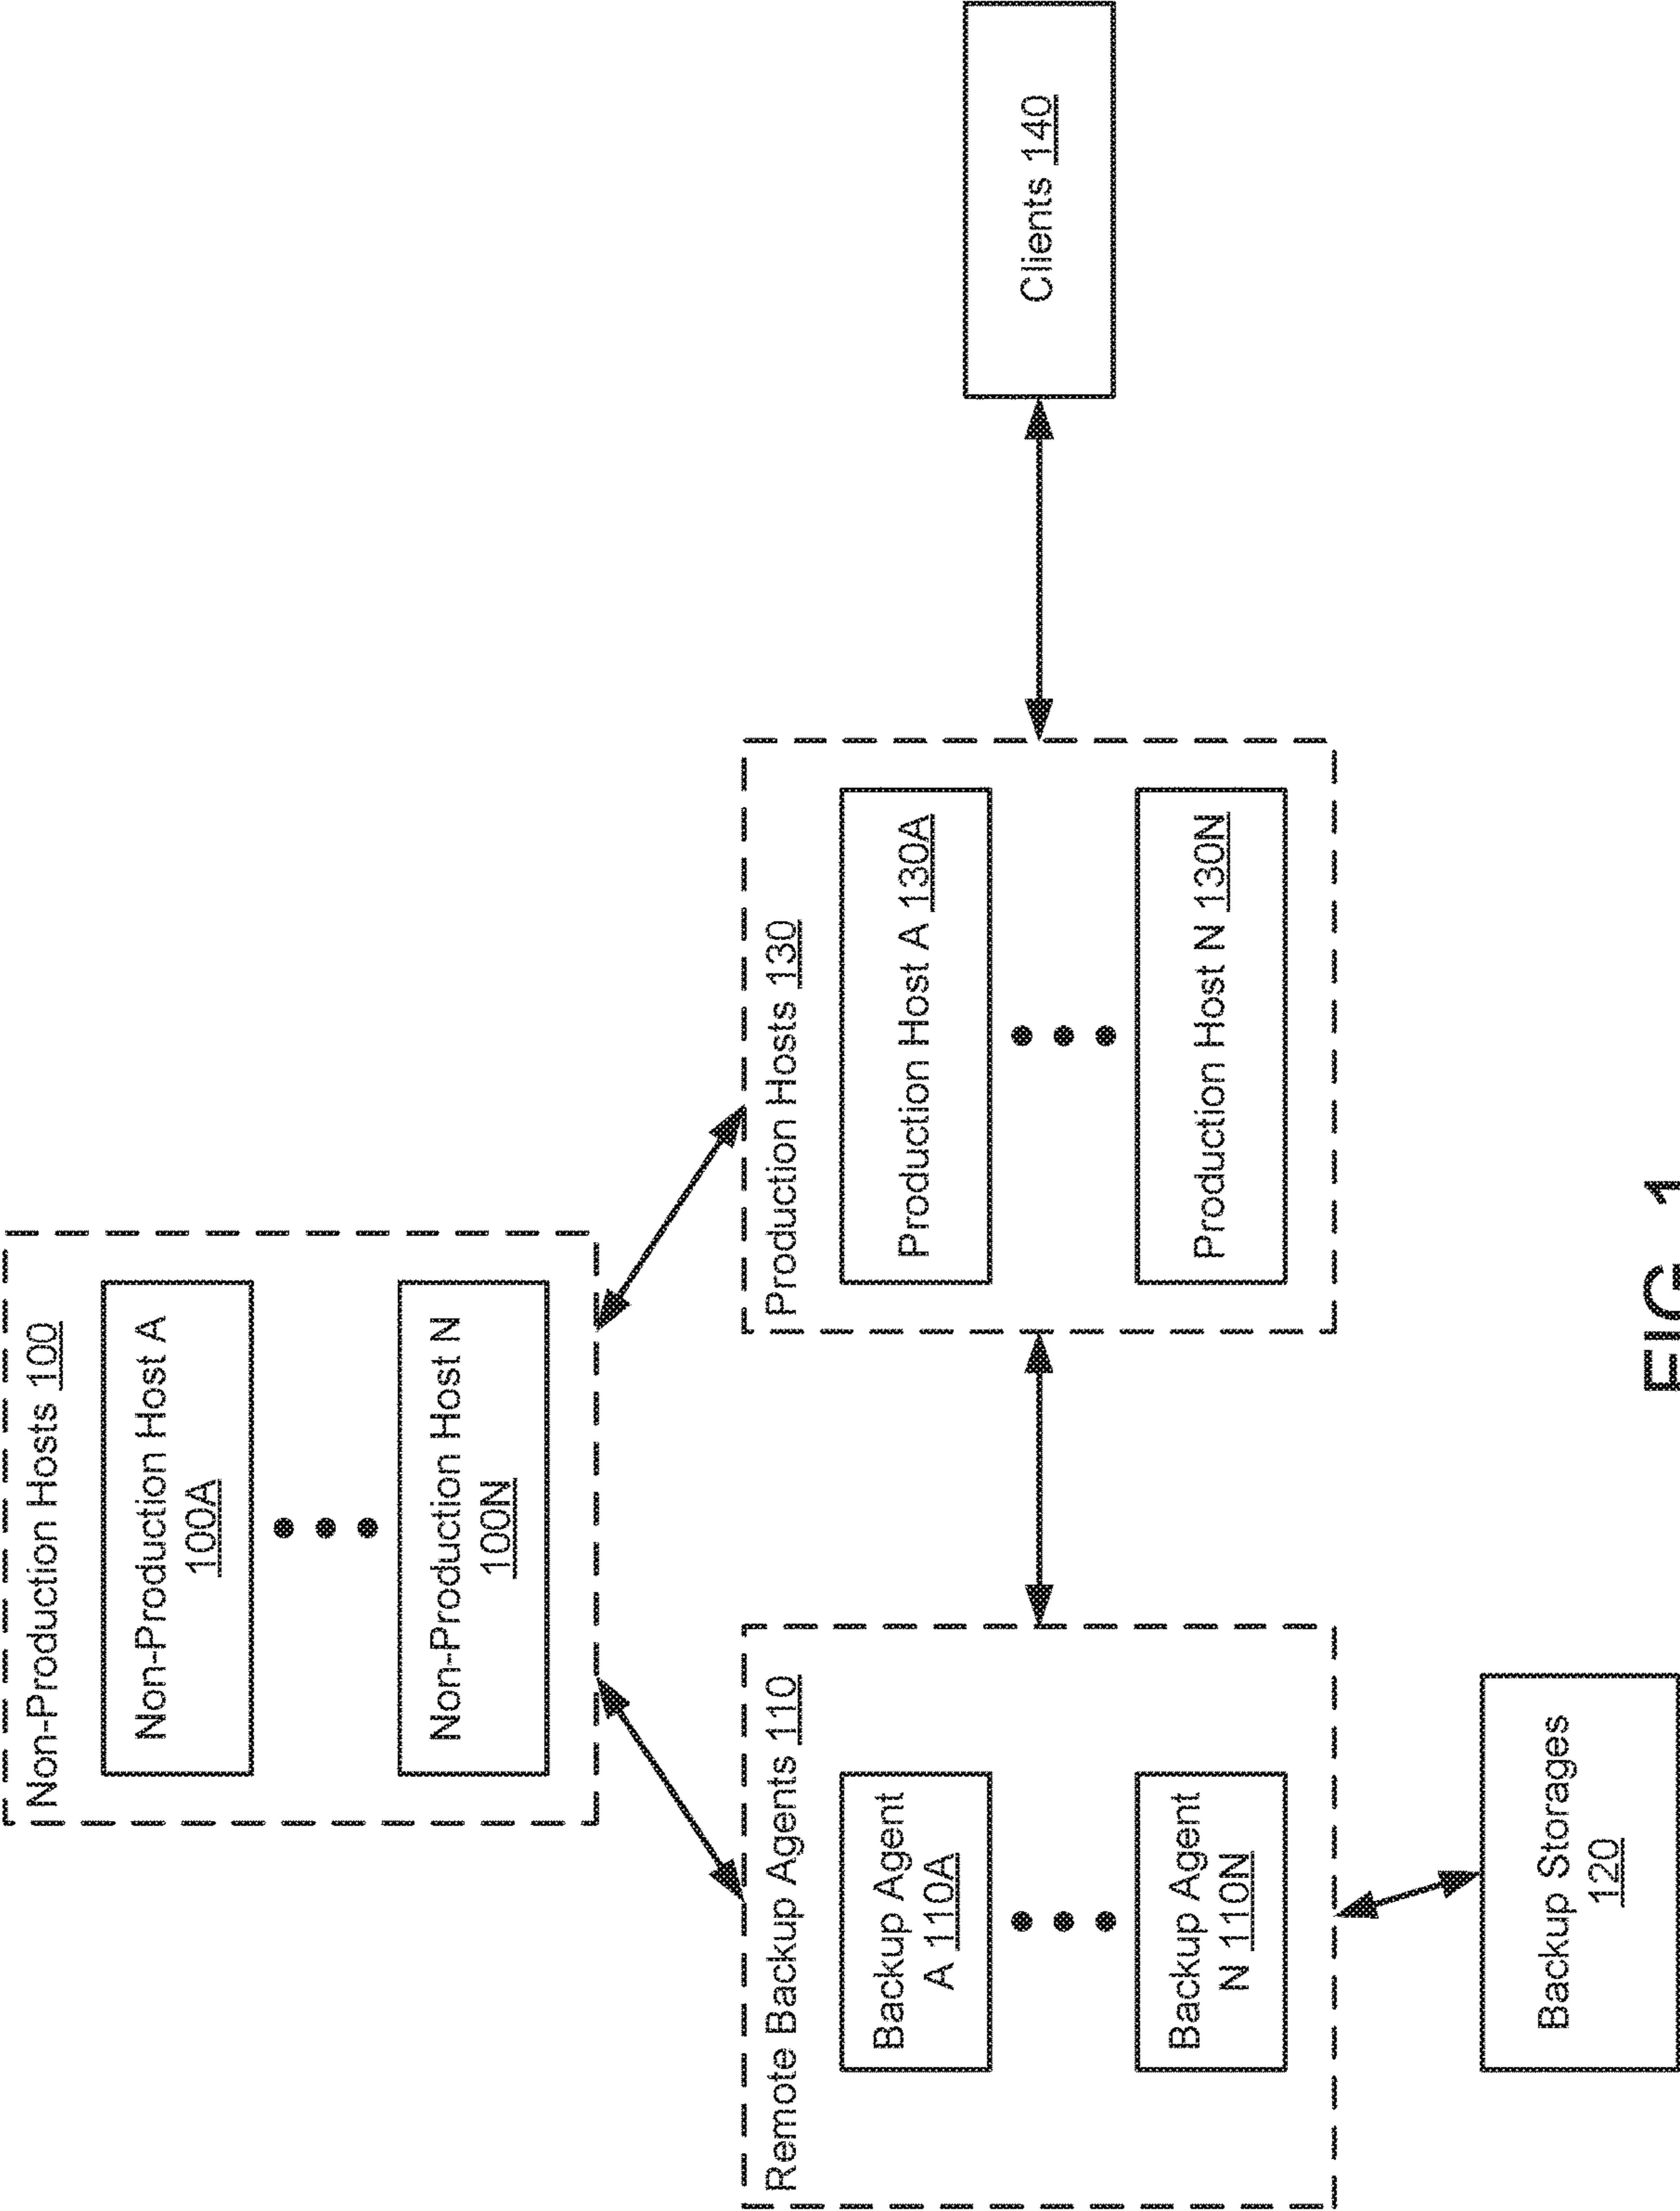 Non-Production Hosts 100
Non-Production Host A
100A
Non-Production Host N
100N
Remote Backup Agents 110
Backup Agent
A 110A
Backup Agent
N 110N
Production Hosts 130
Production Host A 130A
Production Host N 130N
Clients 140
Backup Storages
120
FIG. 1